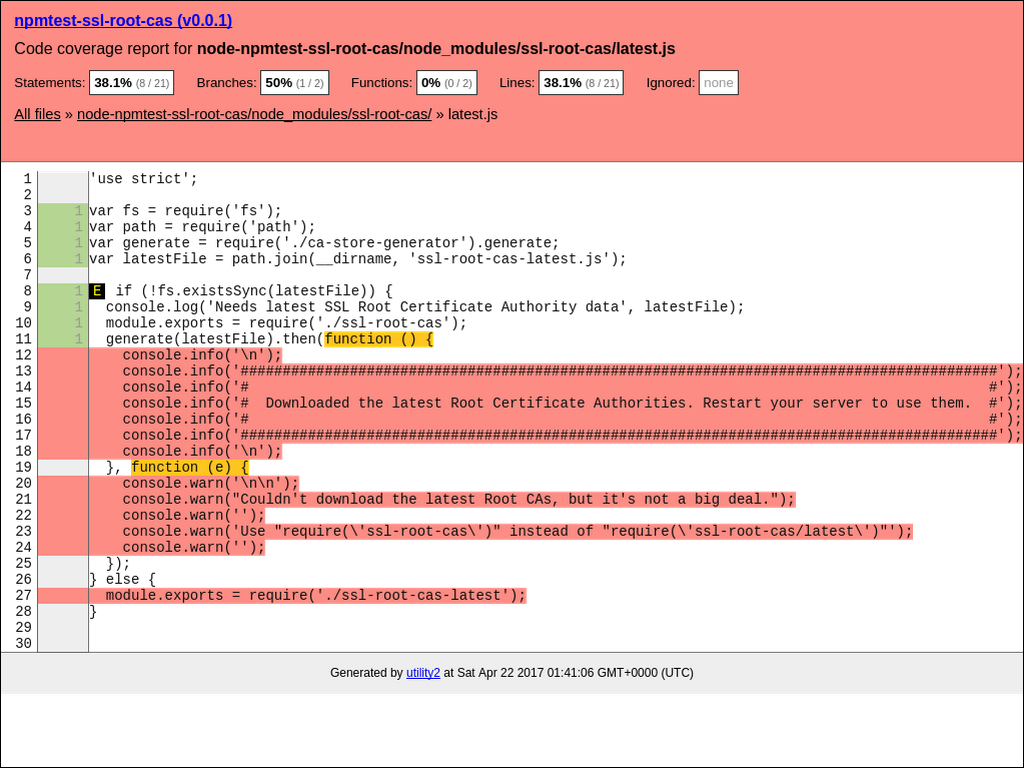 npmtest-ssl-root-cas (v0.0.1)
Code coverage report for node-npmtest-ssl-root-cas/node_modules/ssl-root-cas/latest.js
Statements: 38.1% (8 / 21) Branches: 50% (1 / 2) Functions: 0% (0 / 2) Lines: 38.1% (8 / 21) Ignored: none
All files » node-npmtest-ssl-root-cas/node_modules/ssl-root-cas/ » latest.js
1 'use strict';
2
3 1 var fs = require('fs');
4 1 var path = require('path');
5 1 var generate = require('./ca-store-generator').generate;
6 1 var latestFile = path.join(__dirname, 'ssl-root-cas-latest.js');
7
8 1 E if (!fs.existsSync(latestFile)) {
9 1   console.log('Needs latest SSL Root Certificate Authority data', latestFile);
10 1   module.exports = require('./ssl-root-cas');
11 1   generate(latestFile).then(function () {
12     console.info('\n');
13     console.info('##########################################################################################');
14     console.info('#                                                                                        #');
15     console.info('#  Downloaded the latest Root Certificate Authorities. Restart your server to use them.  #');
16     console.info('#                                                                                        #');
17     console.info('##########################################################################################');
18     console.info('\n');
19   }, function (e) {
20     console.warn('\n\n');
21     console.warn("Couldn't download the latest Root CAs, but it's not a big deal.");
22     console.warn('');
23     console.warn('Use "require(\'ssl-root-cas\')" instead of "require(\'ssl-root-cas/latest\')"');
24     console.warn('');
25   });
26 } else {
27   module.exports = require('./ssl-root-cas-latest');
28 }
29
30
Generated by utility2 at Sat Apr 22 2017 01:41:06 GMT+0000 (UTC)